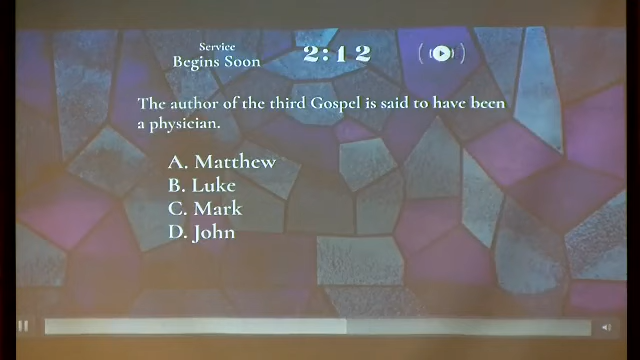 Service
Begins Soon
2:12
The author of the third Gospel is said to have been
a physician.
A. Matthew
B. Luke
C. Mark
D. John